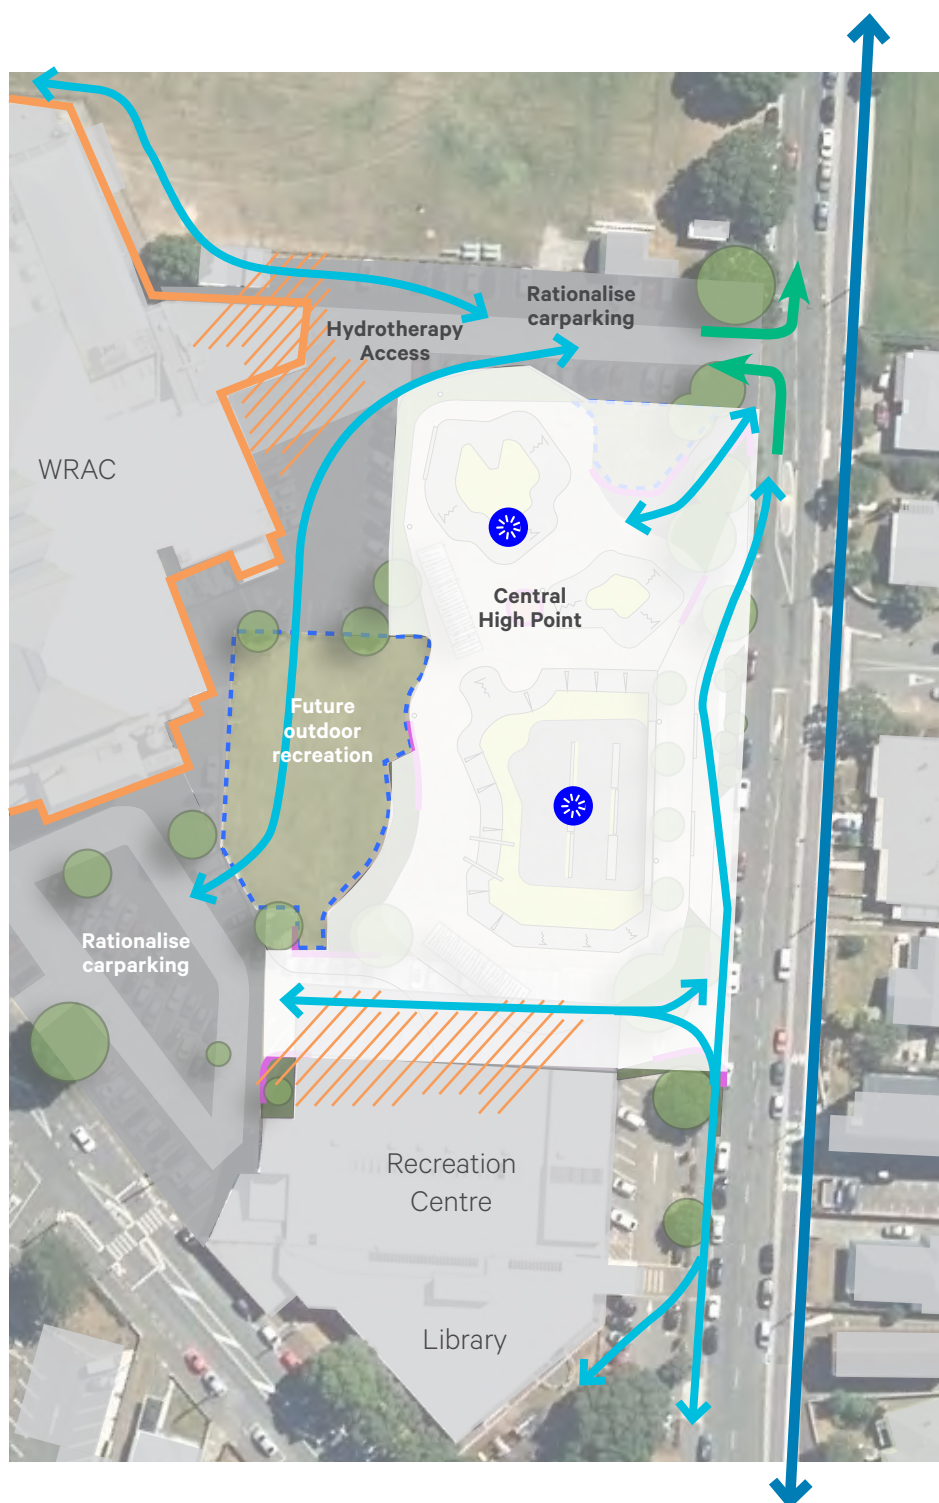 Rationalise
carparking
Hydrotherapy
Access
WRAC
Central
High Point
Future
outdoor
recreation
Rationalise
carparking
Recreation
Centre
Library